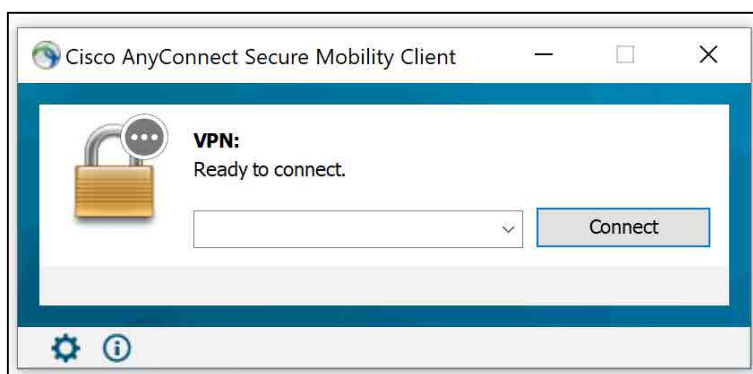 Cisco AnyConnect Secure Mobility Client
VPN:
Ready to connect.
Connect